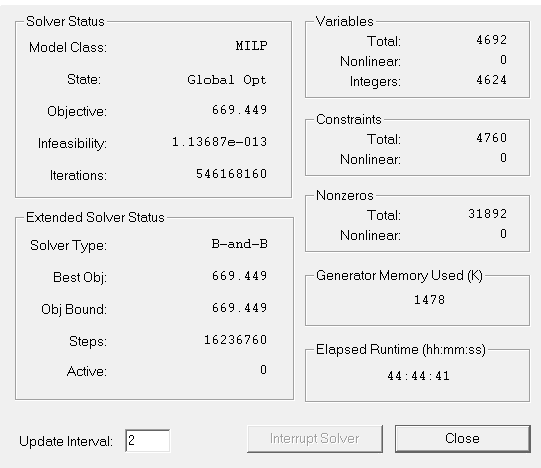 Solver Status
Model Class: MILP
State: Global Opt
Objective: 669.449
Infeasibility: 1.13687e-013
Iterations: 546168160
Extended Solver Status
Solver Type: B-and-B
Best Obj: 669.449
Obj Bound: 669.449
Steps: 16236760
Active: 0
Variables
Total: 4692
Nonlinear: 0
Integers: 4624
Constraints
Total: 4760
Nonlinear: 0
Nonzeros
Total: 31892
Nonlinear: 0
Generator Memory Used (K)
1478
Elapsed Runtime (hh:mm:ss)
44:44:41
Update Interval: 2
Interrupt Solver
Close